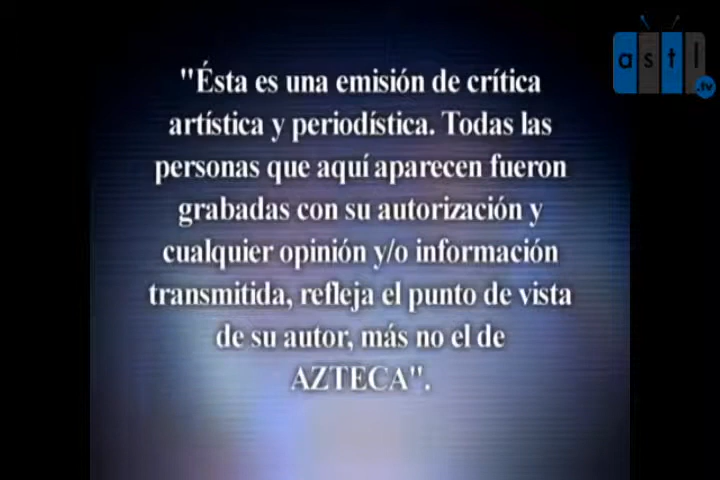 astl
.tv
"Ésta es una emisión de crítica
artística y periodística. Todas las
personas que aquí aparecen fueron
grabadas con su autorización y
cualquier opinión y/o información
transmitida, refleja el punto de vista
de su autor, más no el de
AZTECA".